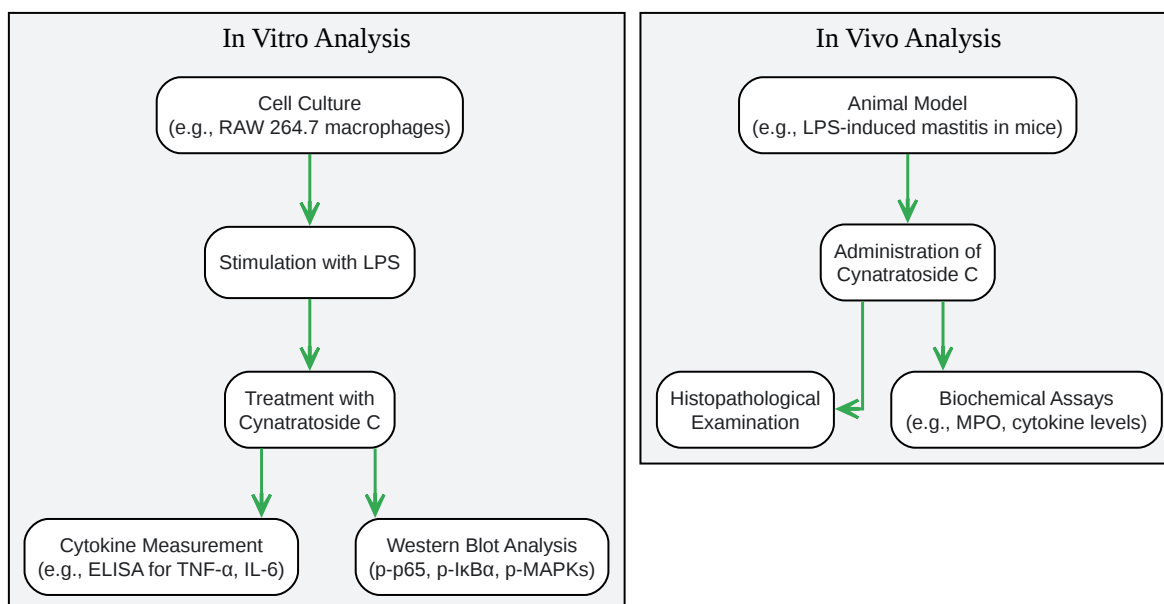 In Vitro Analysis
Cell Culture
(e.g., RAW 264.7 macrophages)
Stimulation with LPS
Treatment with
Cynatratoside C
Cytokine Measurement
(e.g., ELISA for TNF-α, IL-6)
Western Blot Analysis
(p-p65, p-IκBα, p-MAPKs)
In Vivo Analysis
Animal Model
(e.g., LPS-induced mastitis in mice)
Administration of
Cynatratoside C
Histopathological
Examination
Biochemical Assays
(e.g., MPO, cytokine levels)